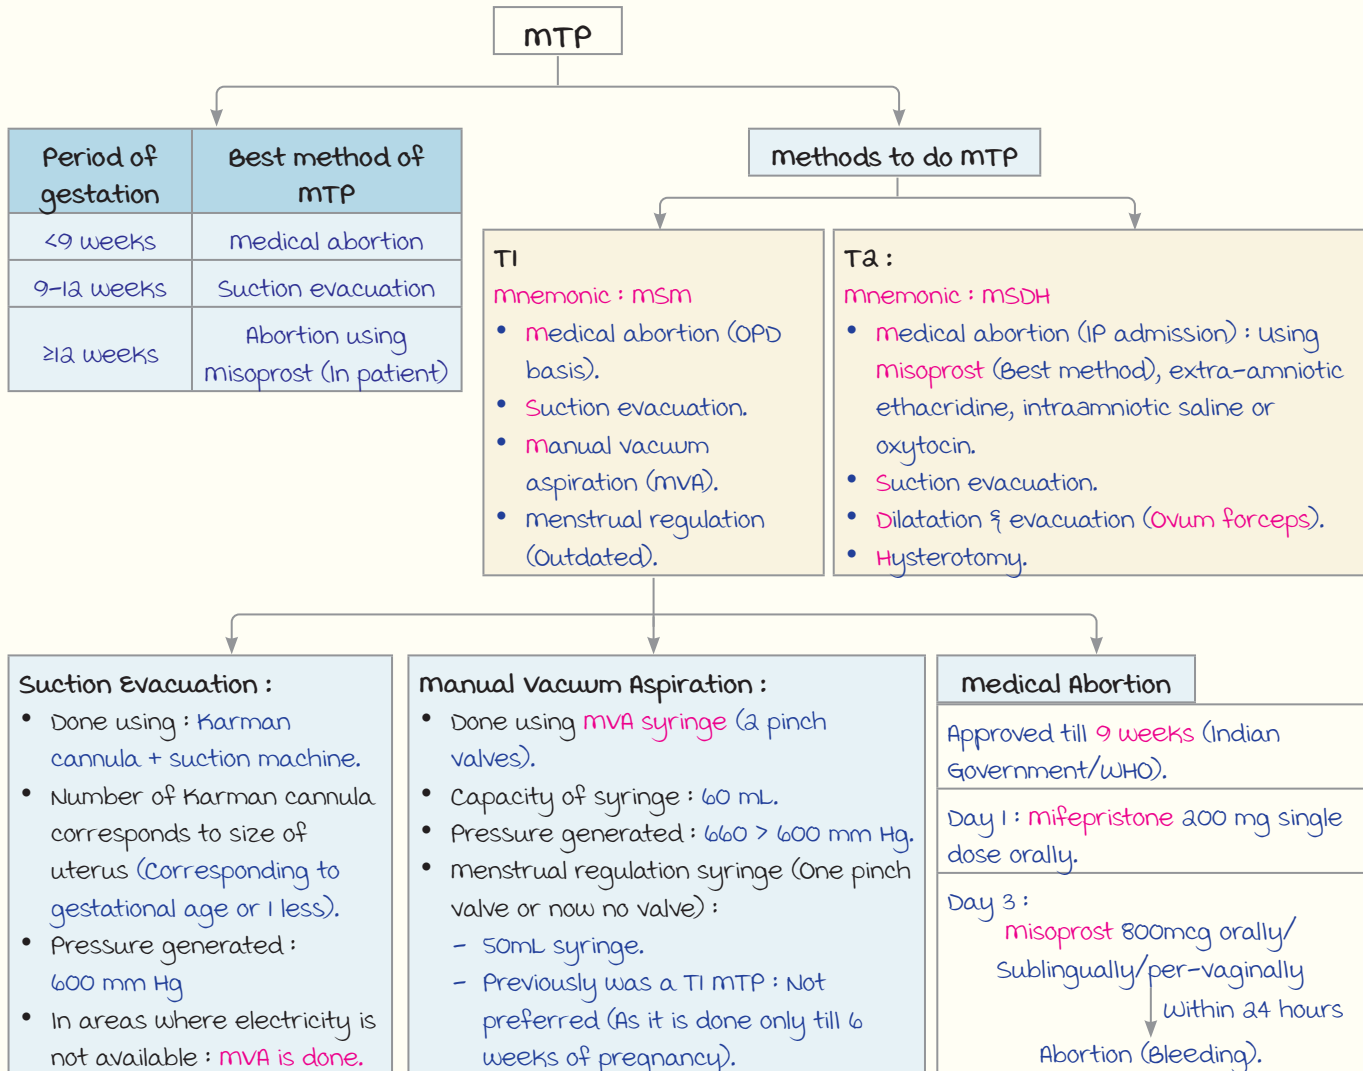 MTP
Period of
gestation
Best method of
MTP
<9 weeks
Medical abortion
9-12 weeks
Suction evacuation
≥12 weeks
Abortion using
misoprost (In patient)
Methods to do MTP
T1
Mnemonic : MSM
• Medical abortion (OPD
basis).
• Suction evacuation.
• Manual vacuum
aspiration (MVA).
• Menstrual regulation
(Outdated).
T2 :
Mnemonic : MSDH
• Medical abortion (IP admission) : Using
misoprost (Best method), extra-amniotic
ethacridine, intraamniotic saline or
oxytocin.
• Suction evacuation.
• Dilatation & evacuation (Ovum forceps).
• Hysterotomy.
Suction Evacuation :
• Done using : Karman
cannula + suction machine.
• Number of Karman cannula
corresponds to size of
uterus (Corresponding to
gestational age or 1 less).
• Pressure generated :
600 mm Hg
• In areas where electricity is
not available : MVA is done.
Manual Vacuum Aspiration :
• Done using MVA syringe (2 pinch
valves).
• Capacity of syringe : 60 mL.
• Pressure generated : 660 > 600 mm Hg.
• Menstrual regulation syringe (One pinch
valve or now no valve) :
- 50mL syringe.
- Previously was a T1 MTP : Not
preferred (As it is done only till 6
weeks of pregnancy).
Medical Abortion
Approved till 9 weeks (Indian
Government/WHO).
Day 1 : Mifepristone 200 mg single
dose orally.
Day 3 :
Misoprost 800mcg orally/
Sublingually/per-vaginally
Within 24 hours
Abortion (Bleeding).